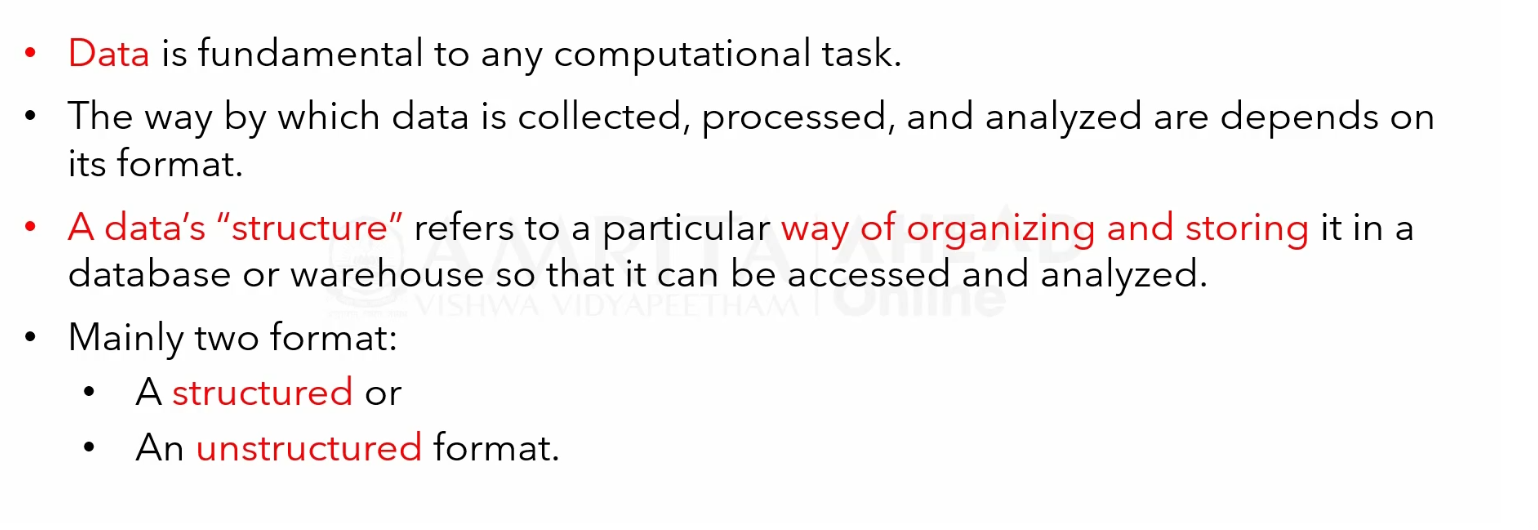 • Data is fundamental to any computational task.
• The way by which data is collected, processed, and analyzed are depends on
its format.
• A data’s “structure” refers to a particular way of organizing and storing it in a
database or warehouse so that it can be accessed and analyzed.
AMRITA AHEAD
VISHWA VIDYAPEETHAM Online
• Mainly two format:
• A structured or
• An unstructured format.